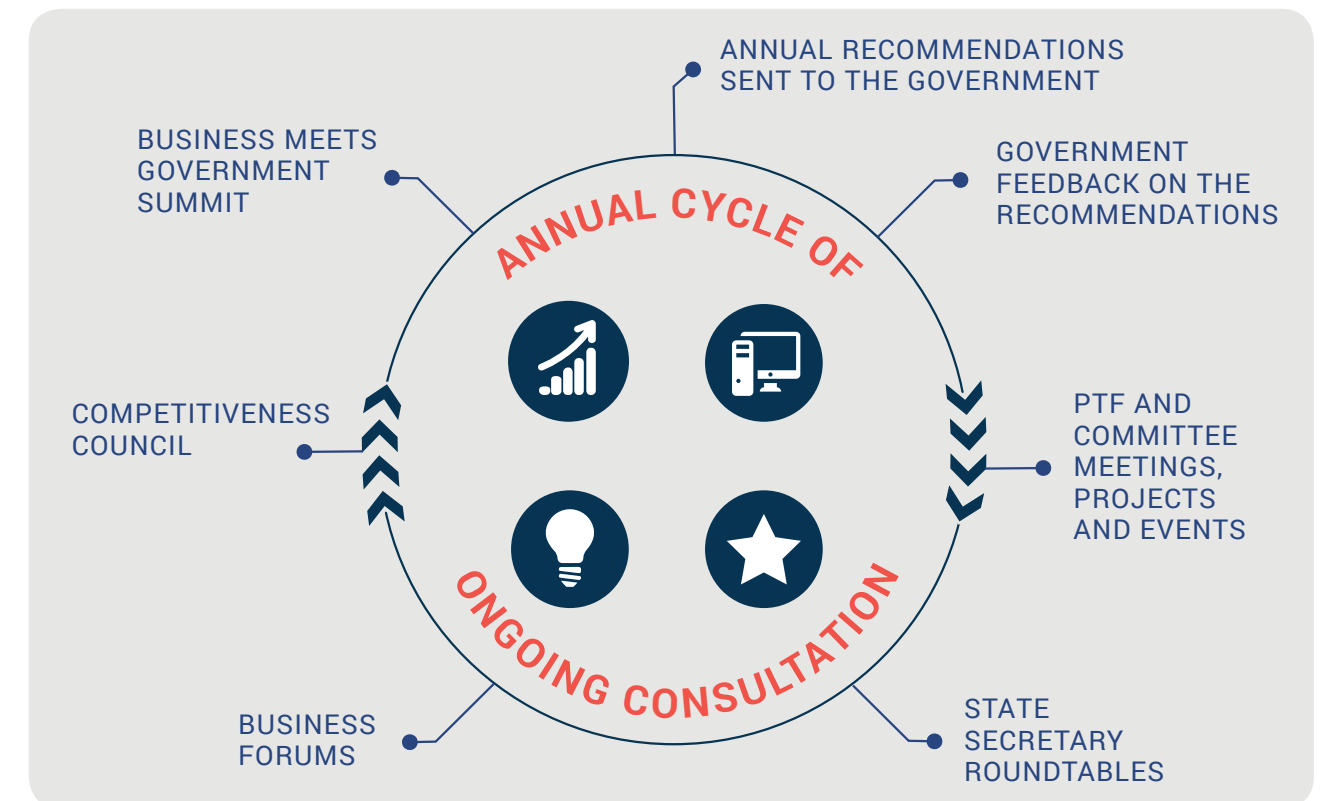 ANNUAL RECOMMENDATIONS
SENT TO THE GOVERNMENT
BUSINESS MEETS
GOVERNMENT
SUMMIT
GOVERNMENT
FEEDBACK ON THE
RECOMMENDATIONS
ANNUAL CYCLE OF
COMPETITIVENESS
COUNCIL
PTF AND
COMMITTEE
MEETINGS,
PROJECTS
AND EVENTS
ONGOING CONSULTATION
BUSINESS
FORUMS
STATE
SECRETARY
ROUNDTABLES